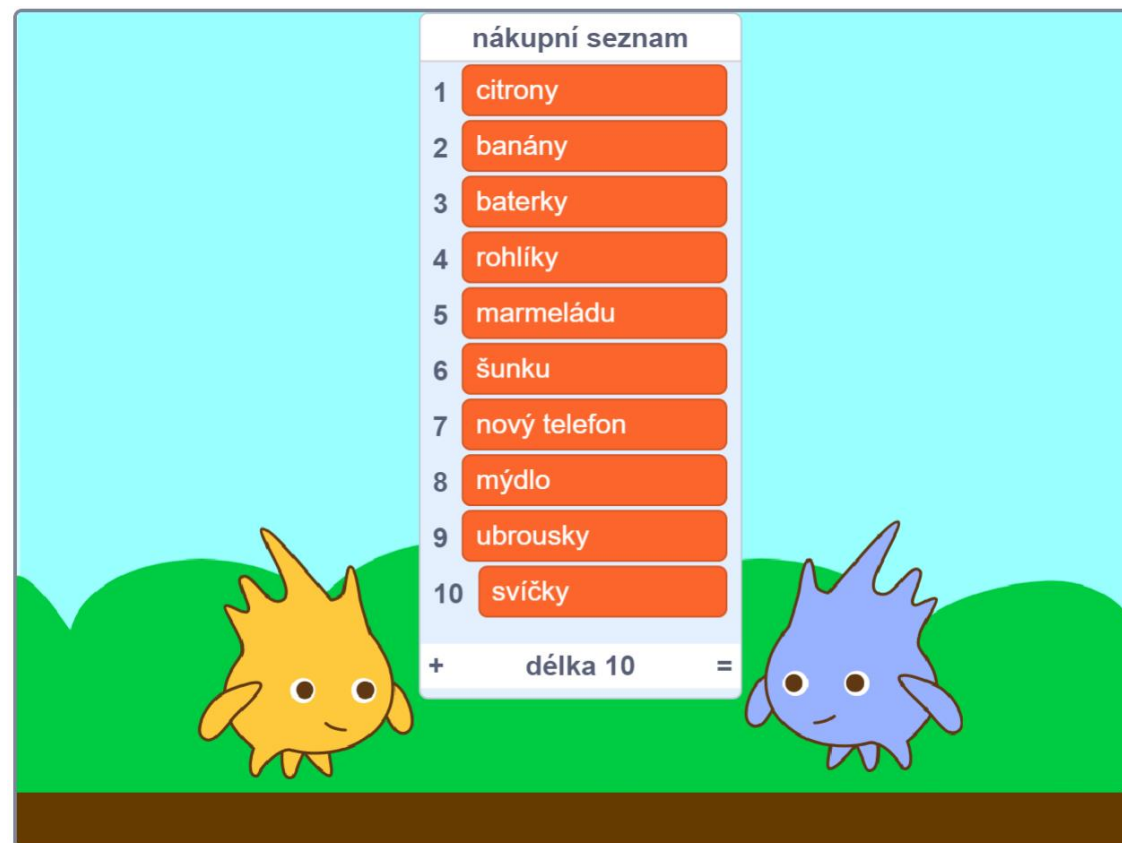 nákupní seznam
1 citrony
2 banány
3 baterky
4 rohlíky
5 marmeládu
6 šunku
7 nový telefon
8 mýdlo
9 ubrousky
10 svíčky
+ délka 10 =